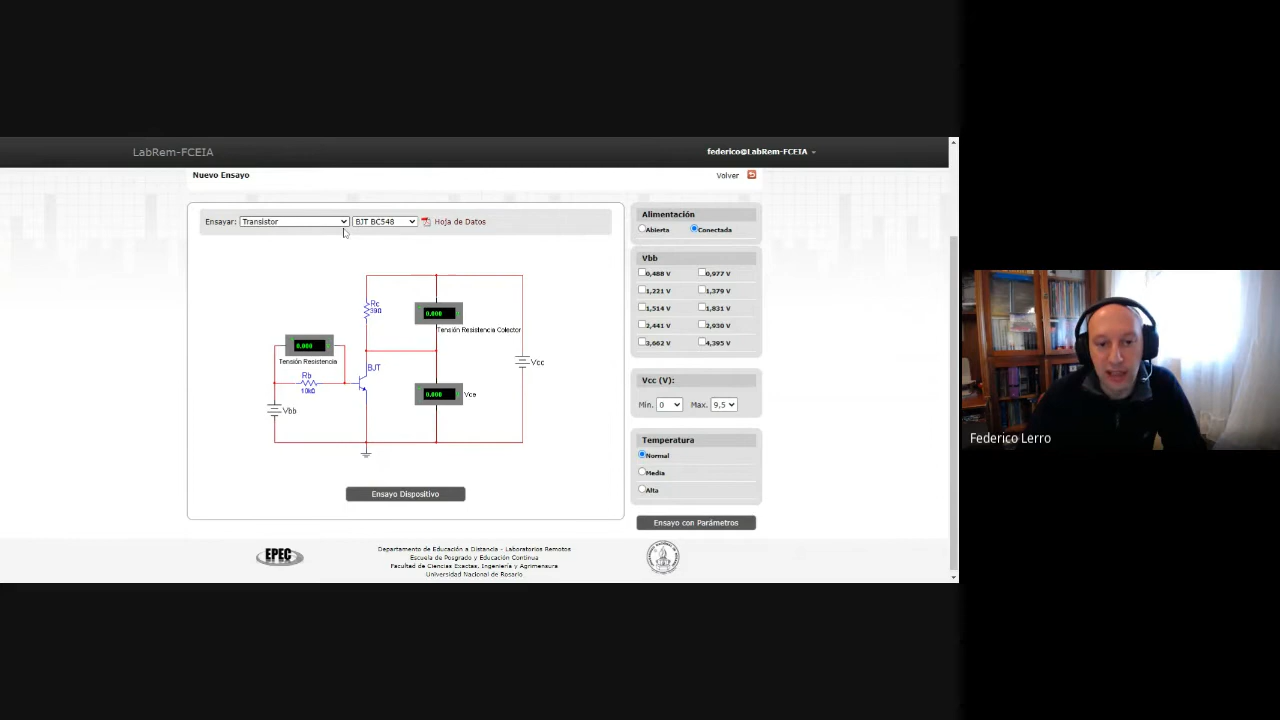 LabRem-FCEIA
federico@LabRem-FCEIA
Nuevo Ensayo
Volver
Ensayar:
Transistor
BJT BC548
Hoja de Datos
Rc
39Ω
0.000
Tensión Resistencia Colector
0.000
Tensión Resistencia
Rb
10kΩ
BJT
Vcc
0.000
Vce
Vbb
Ensayo Dispositivo
Alimentación
Abierta
Conectada
Vbb
0,488 V
0,977 V
1,221 V
1,379 V
1,514 V
1,831 V
2,441 V
2,930 V
3,662 V
4,395 V
Vcc (V):
Min. 0 Max. 9,5
Temperatura
Normal
Media
Alta
Ensayo con Parámetros
EPEC
Departamento de Educación a Distancia - Laboratorios Remotos
Escuela de Posgrado y Educación Continua
Facultad de Ciencias Exactas, Ingeniería y Agrimensura
Universidad Nacional de Rosario
Federico Lerro